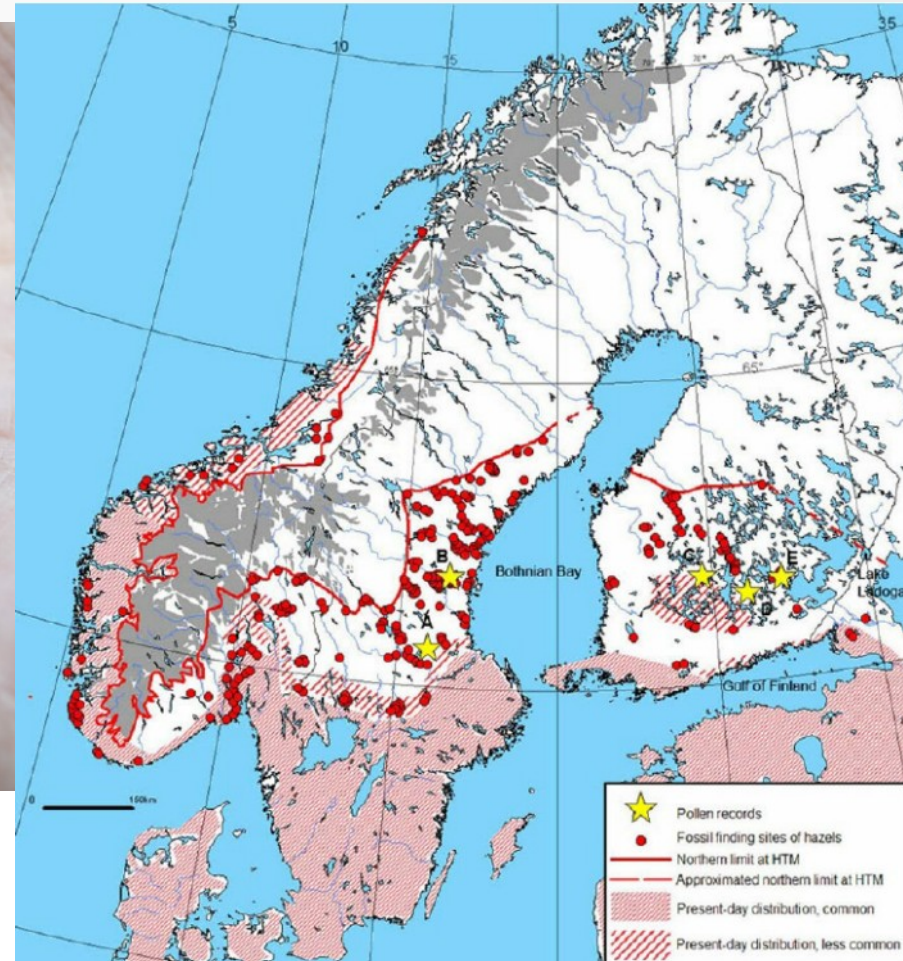 5
10
15
35
70°
65°
B
A
C
E
D
Bothnian Bay
Lake
Ladoga
Gulf of Finland
0
150km
Pollen records
Fossil finding sites of hazels
Northern limit at HTM
Approximated northern limit at HTM
Present-day distribution, common
Present-day distribution, less common